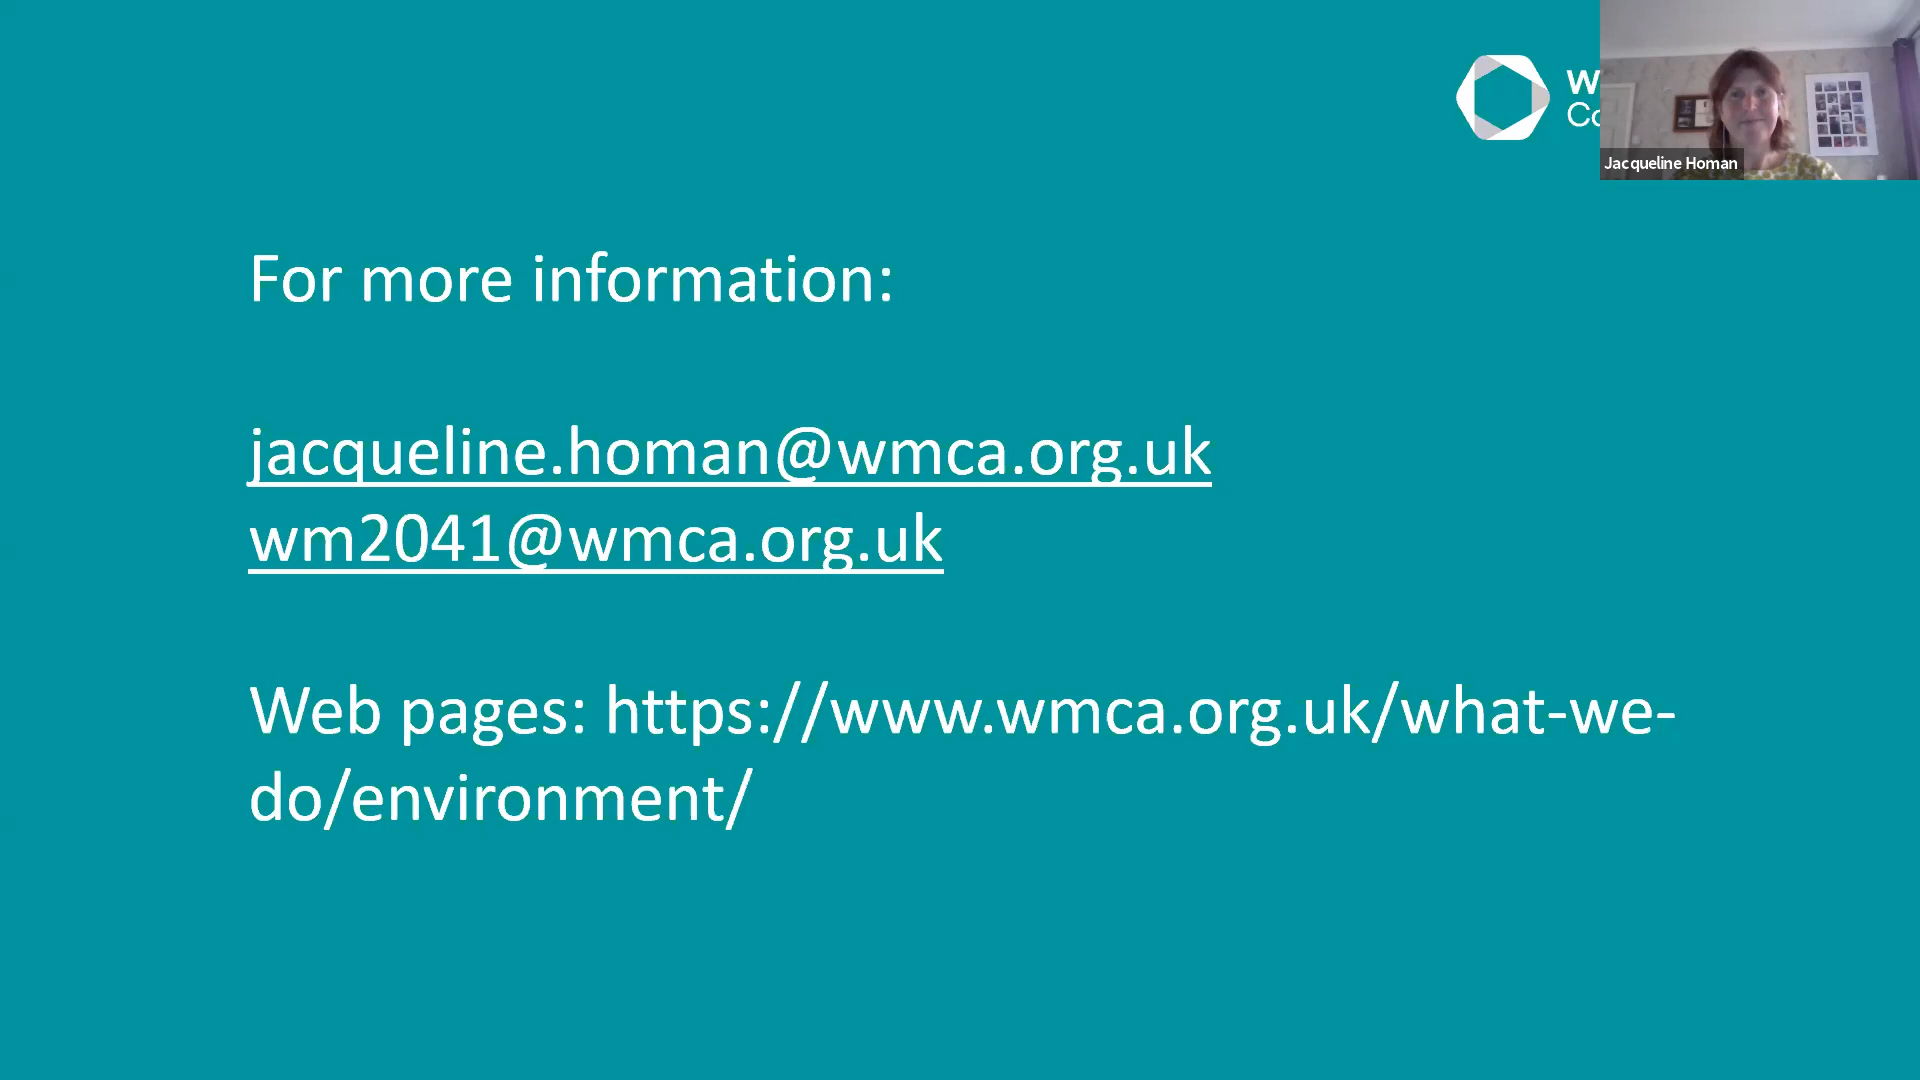 Jacqueline Homan
For more information:
jacqueline.homan@wmca.org.uk
wm2041@wmca.org.uk
Web pages: https://www.wmca.org.uk/what-we-
do/environment/